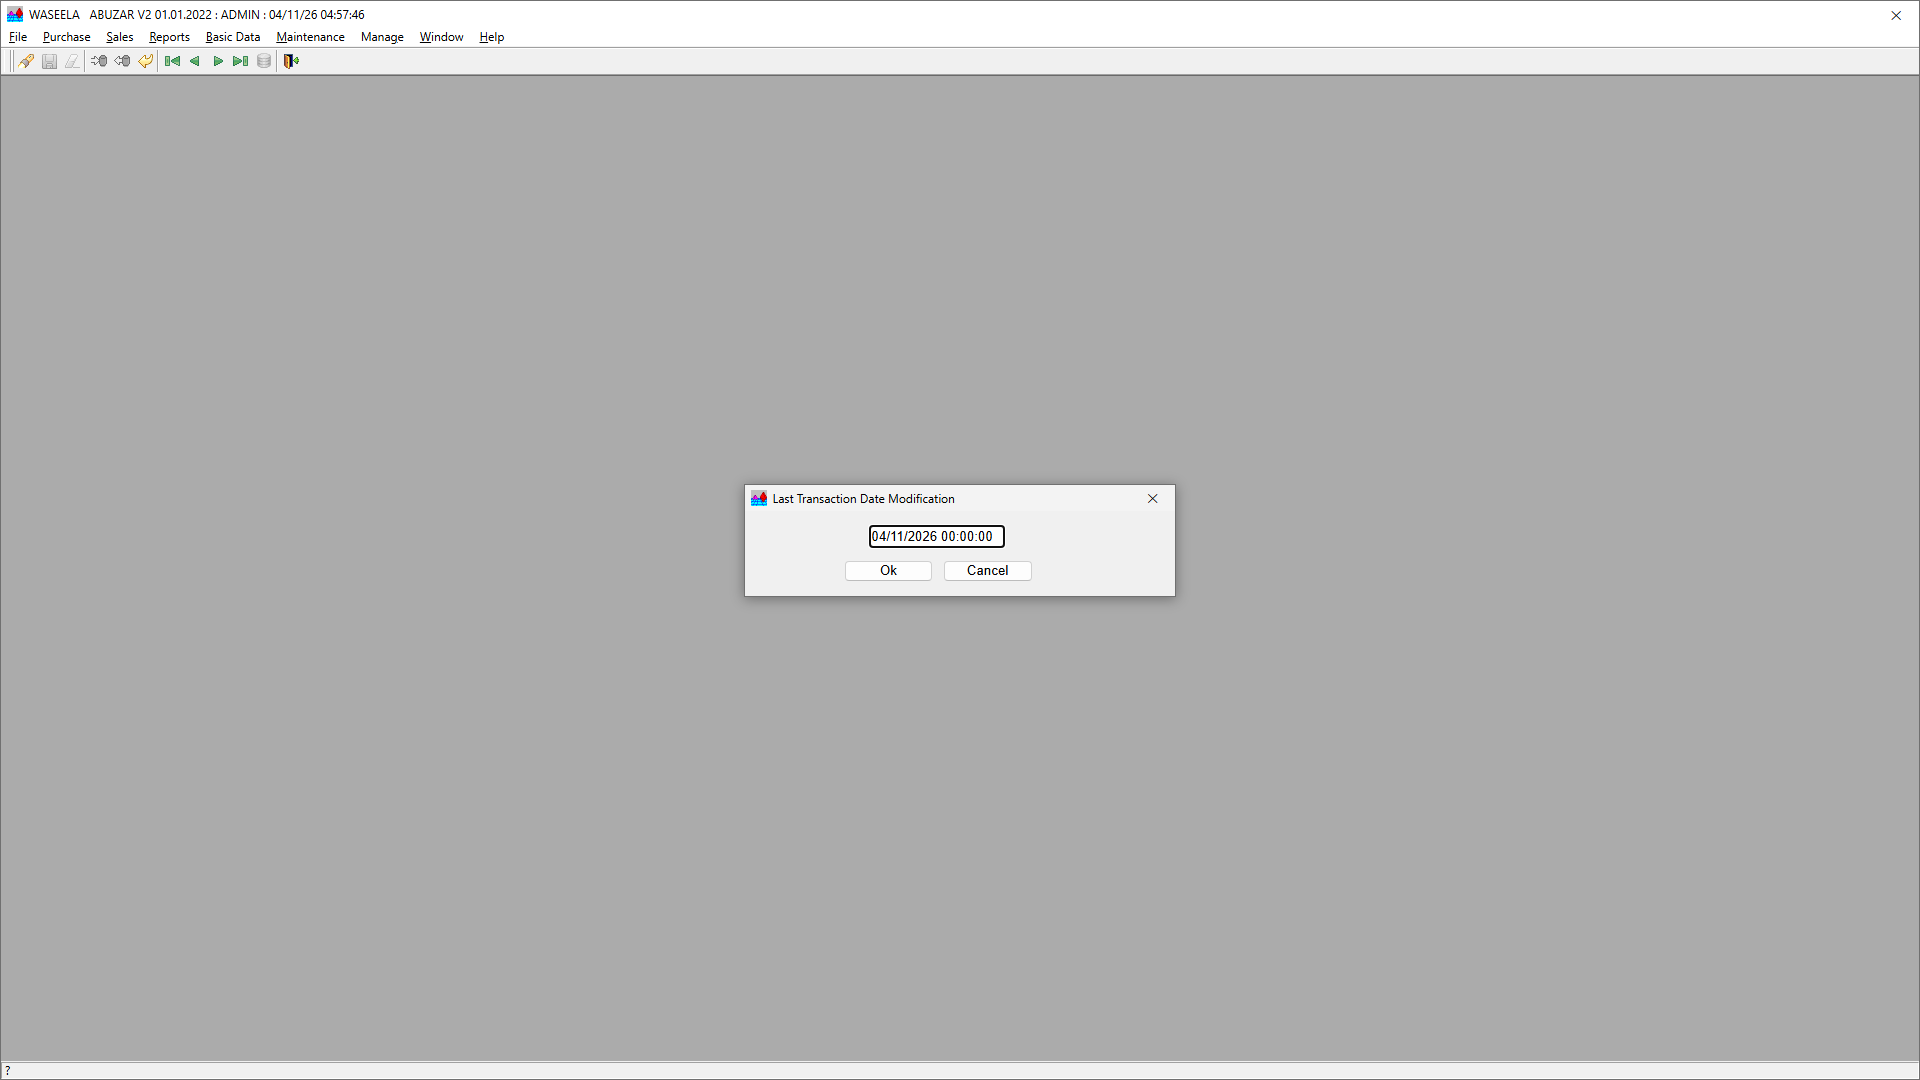 WASEELA   ABUZAR V2 01.01.2022 : ADMIN : 04/11/26 04:57:46
File Purchase Sales Reports Basic Data Maintenance Manage Window Help
Last Transaction Date Modification
04/11/2026 00:00:00
Ok Cancel
?